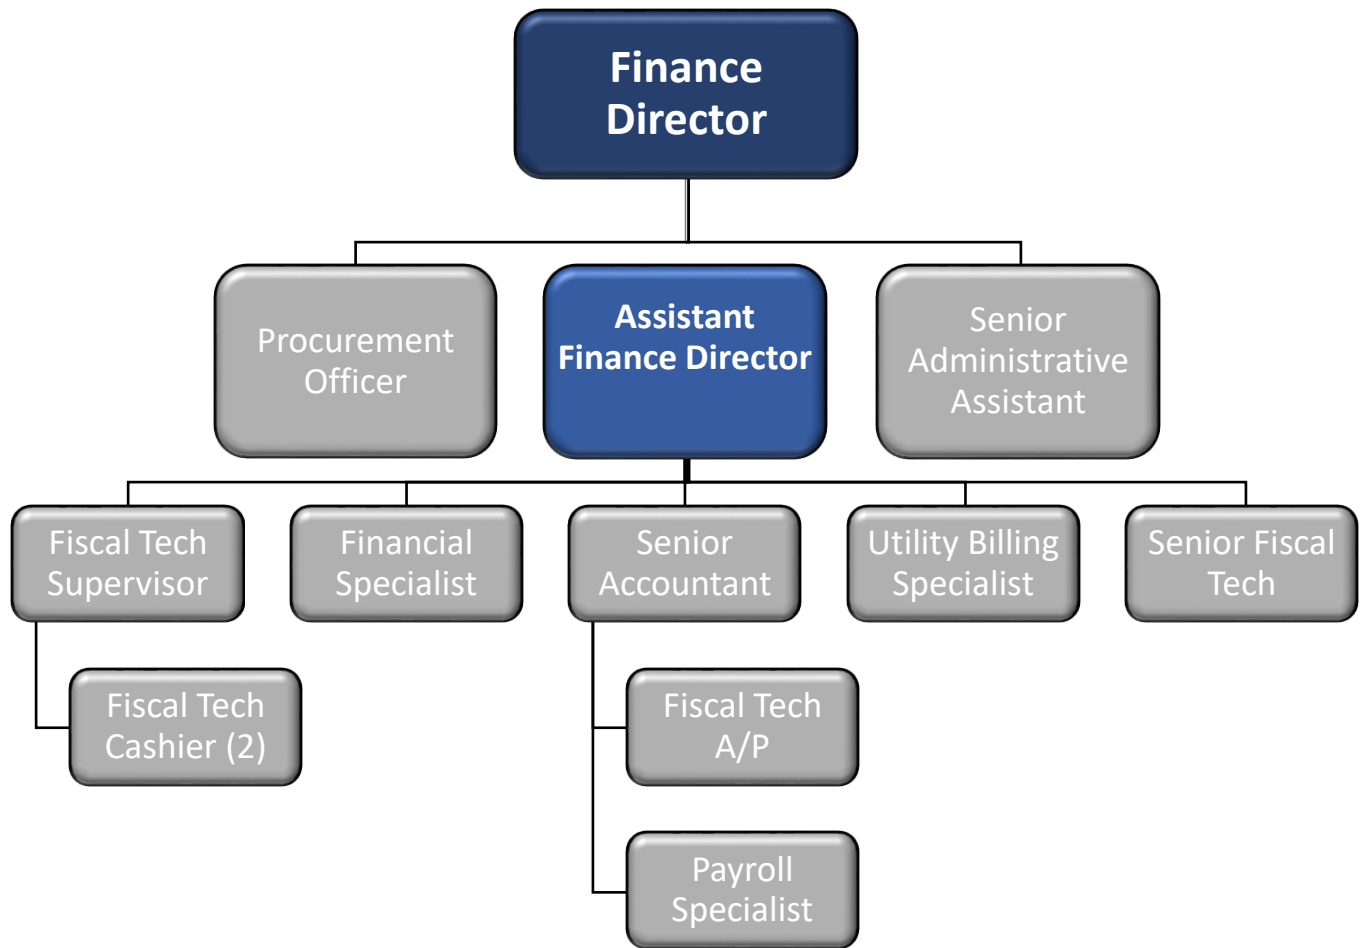 Finance
Director
Procurement
Officer
Assistant
Finance Director
Senior
Administrative
Assistant
Fiscal Tech
Supervisor
Financial
Specialist
Senior
Accountant
Utility Billing
Specialist
Senior Fiscal
Tech
Fiscal Tech
Cashier (2)
Fiscal Tech
A/P
Payroll
Specialist